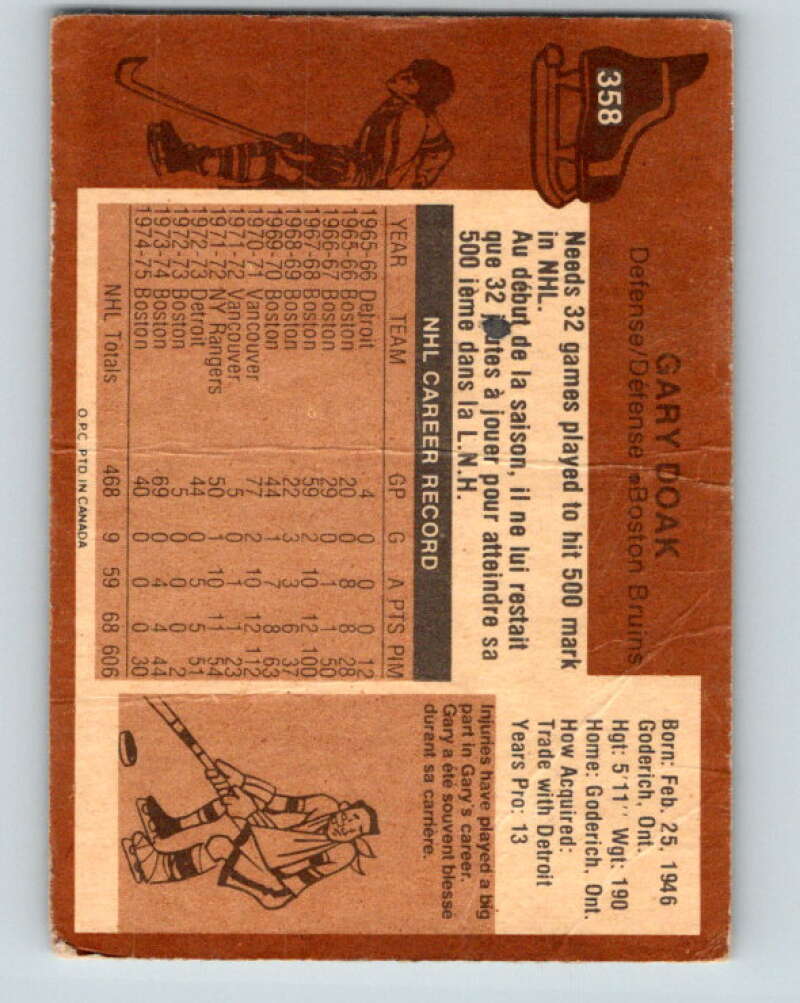 358
GARY DOAK
Defense/Défense Boston Bruins
Needs 32 games played to hit 500 mark
in NHL.
Au début de la saison, il ne lui restait
que 32 à jouer pour atteindre sa
500 ième dans la L.N.H.
Born: Feb. 25, 1946
Goderich, Ont.
Hgt: 5'11" Wgt: 190
Home: Goderich, Ont.
How Acquired:
Trade with Detroit
Years Pro: 13
NHL CAREER RECORD
YEAR TEAM GP G A PTS PIM
1965-66 Detroit 4 0 0 0 12
1965-66 Boston 20 0 8 8 28
1966-67 Boston 29 0 1 1 50
1967-68 Boston 59 2 10 12 100
1968-69 Boston 22 3 3 6 37
1969-70 Boston 44 1 7 8 63
1970-71 Vancouver 77 2 10 12 112
1971-72 Vancouver 5 0 1 1 23
1971-72 NY Rangers 50 1 10 11 54
1972-73 Detroit 44 0 5 5 51
1972-73 Boston 5 0 0 0 2
1973-74 Boston 69 0 4 4 44
1974-75 Boston 40 0 0 0 30
NHL Totals 468 9 59 68 606
Injuries have played a big
part in Gary's career.
Gary a été souvent blesse
durant sa carrière.
O.P.C. PTD IN CANADA